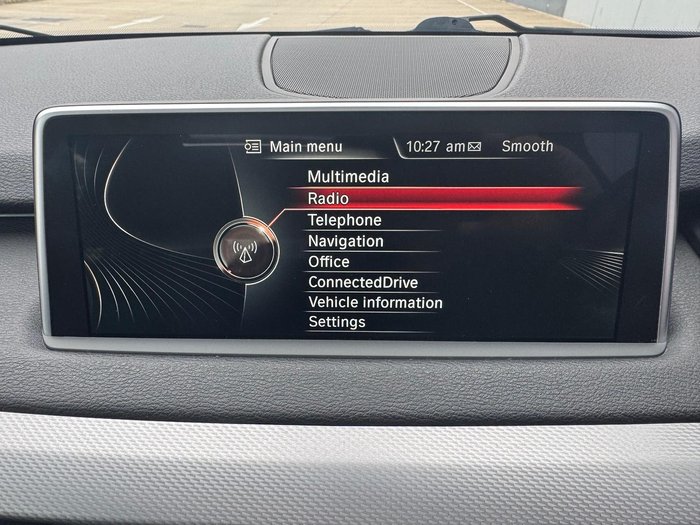 Main menu 10:27 am Smooth
Multimedia
Radio
Telephone
Navigation
Office
ConnectedDrive
Vehicle information
Settings